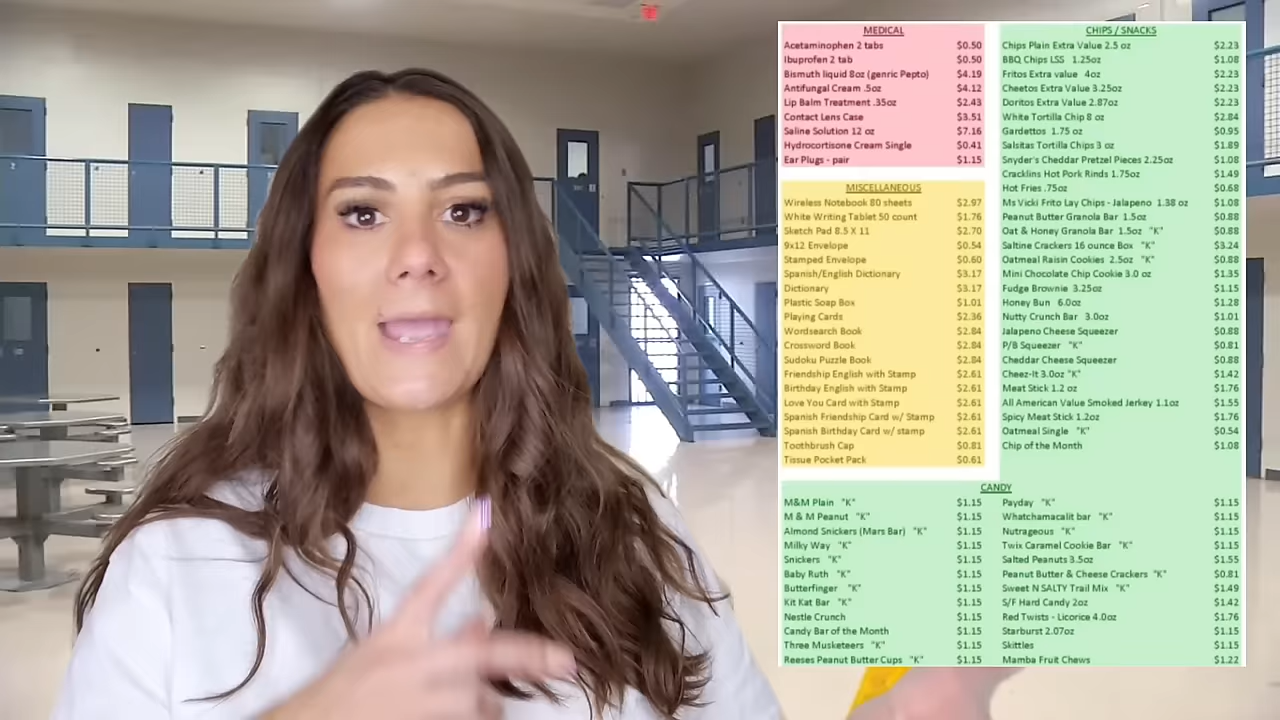 MEDICAL
Acetaminophen 2 tabs $0.50
Ibuprofen 2 tab $0.50
Bismuth liquid 8oz (genric Pepto) $4.19
Antifungal Cream .5oz $4.12
Lip Balm Treatment .35oz $2.43
Contact Lens Case $3.51
Saline Solution 12 oz $7.16
Hydrocortisone Cream Single $0.41
Ear Plugs - pair $1.15
MISCELLANEOUS
Wireless Notebook 80 sheets $2.97
White Writing Tablet 50 count $1.76
Sketch Pad 8.5 X 11 $2.70
9x12 Envelope $0.54
Stamped Envelope $0.60
Spanish/English Dictionary $3.17
Dictionary $3.17
Plastic Soap Box $1.01
Playing Cards $2.36
Wordsearch Book $2.84
Crossword Book $2.84
Sudoku Puzzle Book $2.84
Friendship English with Stamp $2.61
Birthday English with Stamp $2.61
Love You Card with Stamp $2.61
Spanish Friendship Card w/ Stamp $2.61
Spanish Birthday Card w/ stamp $2.61
Toothbrush Cap $0.81
Tissue Pocket Pack $0.61
CHIPS / SNACKS
Chips Plain Extra Value 2.5 oz $2.23
BBQ Chips LSS 1.25oz $1.08
Fritos Extra value 4oz $2.23
Cheetos Extra Value 3.25oz $2.23
Doritos Extra Value 2.87oz $2.23
White Tortilla Chip 8 oz $2.84
Gardettos 1.75 oz $0.95
Salsitas Tortilla Chips 3 oz $1.89
Snyder's Cheddar Pretzel Pieces 2.25oz $1.08
Cracklins Hot Pork Rinds 1.75oz $1.49
Hot Fries .75oz $0.68
Ms Vicki Frito Lay Chips - Jalapeno 1.38 oz $1.08
Peanut Butter Granola Bar 1.5oz $0.88
Oat & Honey Granola Bar 1.5oz "K" $0.88
Saltine Crackers 16 ounce Box "K" $3.24
Oatmeal Raisin Cookies 2.5oz "K" $0.88
Mini Chocolate Chip Cookie 3.0 oz $1.35
Fudge Brownie 3.25oz $1.15
Honey Bun 6.0oz $1.28
Nutty Crunch Bar 3.0oz $1.01
Jalapeno Cheese Squeezer $0.88
P/B Squeezer "K" $0.81
Cheddar Cheese Squeezer $0.88
Cheez-It 3.0oz "K" $1.42
Meat Stick 1.2 oz $1.76
All American Value Smoked Jerky 1.1oz $1.55
Spicy Meat Stick 1.2oz $1.76
Oatmeal Single "K" $0.54
Chip of the Month $1.08
CANDY
M&M Plain "K" $1.15
M & M Peanut "K" $1.15
Almond Snickers (Mars Bar) "K" $1.15
Milky Way "K" $1.15
Snickers "K" $1.15
Baby Ruth "K" $1.15
Butterfinger "K" $1.15
Kit Kat Bar "K" $1.15
Nestle Crunch $1.15
Candy Bar of the Month $1.15
Three Musketeers "K" $1.15
Reeses Peanut Butter Cups "K" $1.15
Payday "K" $1.15
Whatchamacalit bar "K" $1.15
Nutrageous "K" $1.15
Twix Caramel Cookie Bar "K" $1.15
Salted Peanuts 3.5oz $1.55
Peanut Butter & Cheese Crackers "K" $0.81
Sweet N SALTY Trail Mix "K" $1.49
S/F Hard Candy 2oz $1.42
Red Twists - Licorice 4.0oz $1.76
Starburst 2.07oz $1.15
Skittles $1.15
Mamba Fruit Chews $1.22